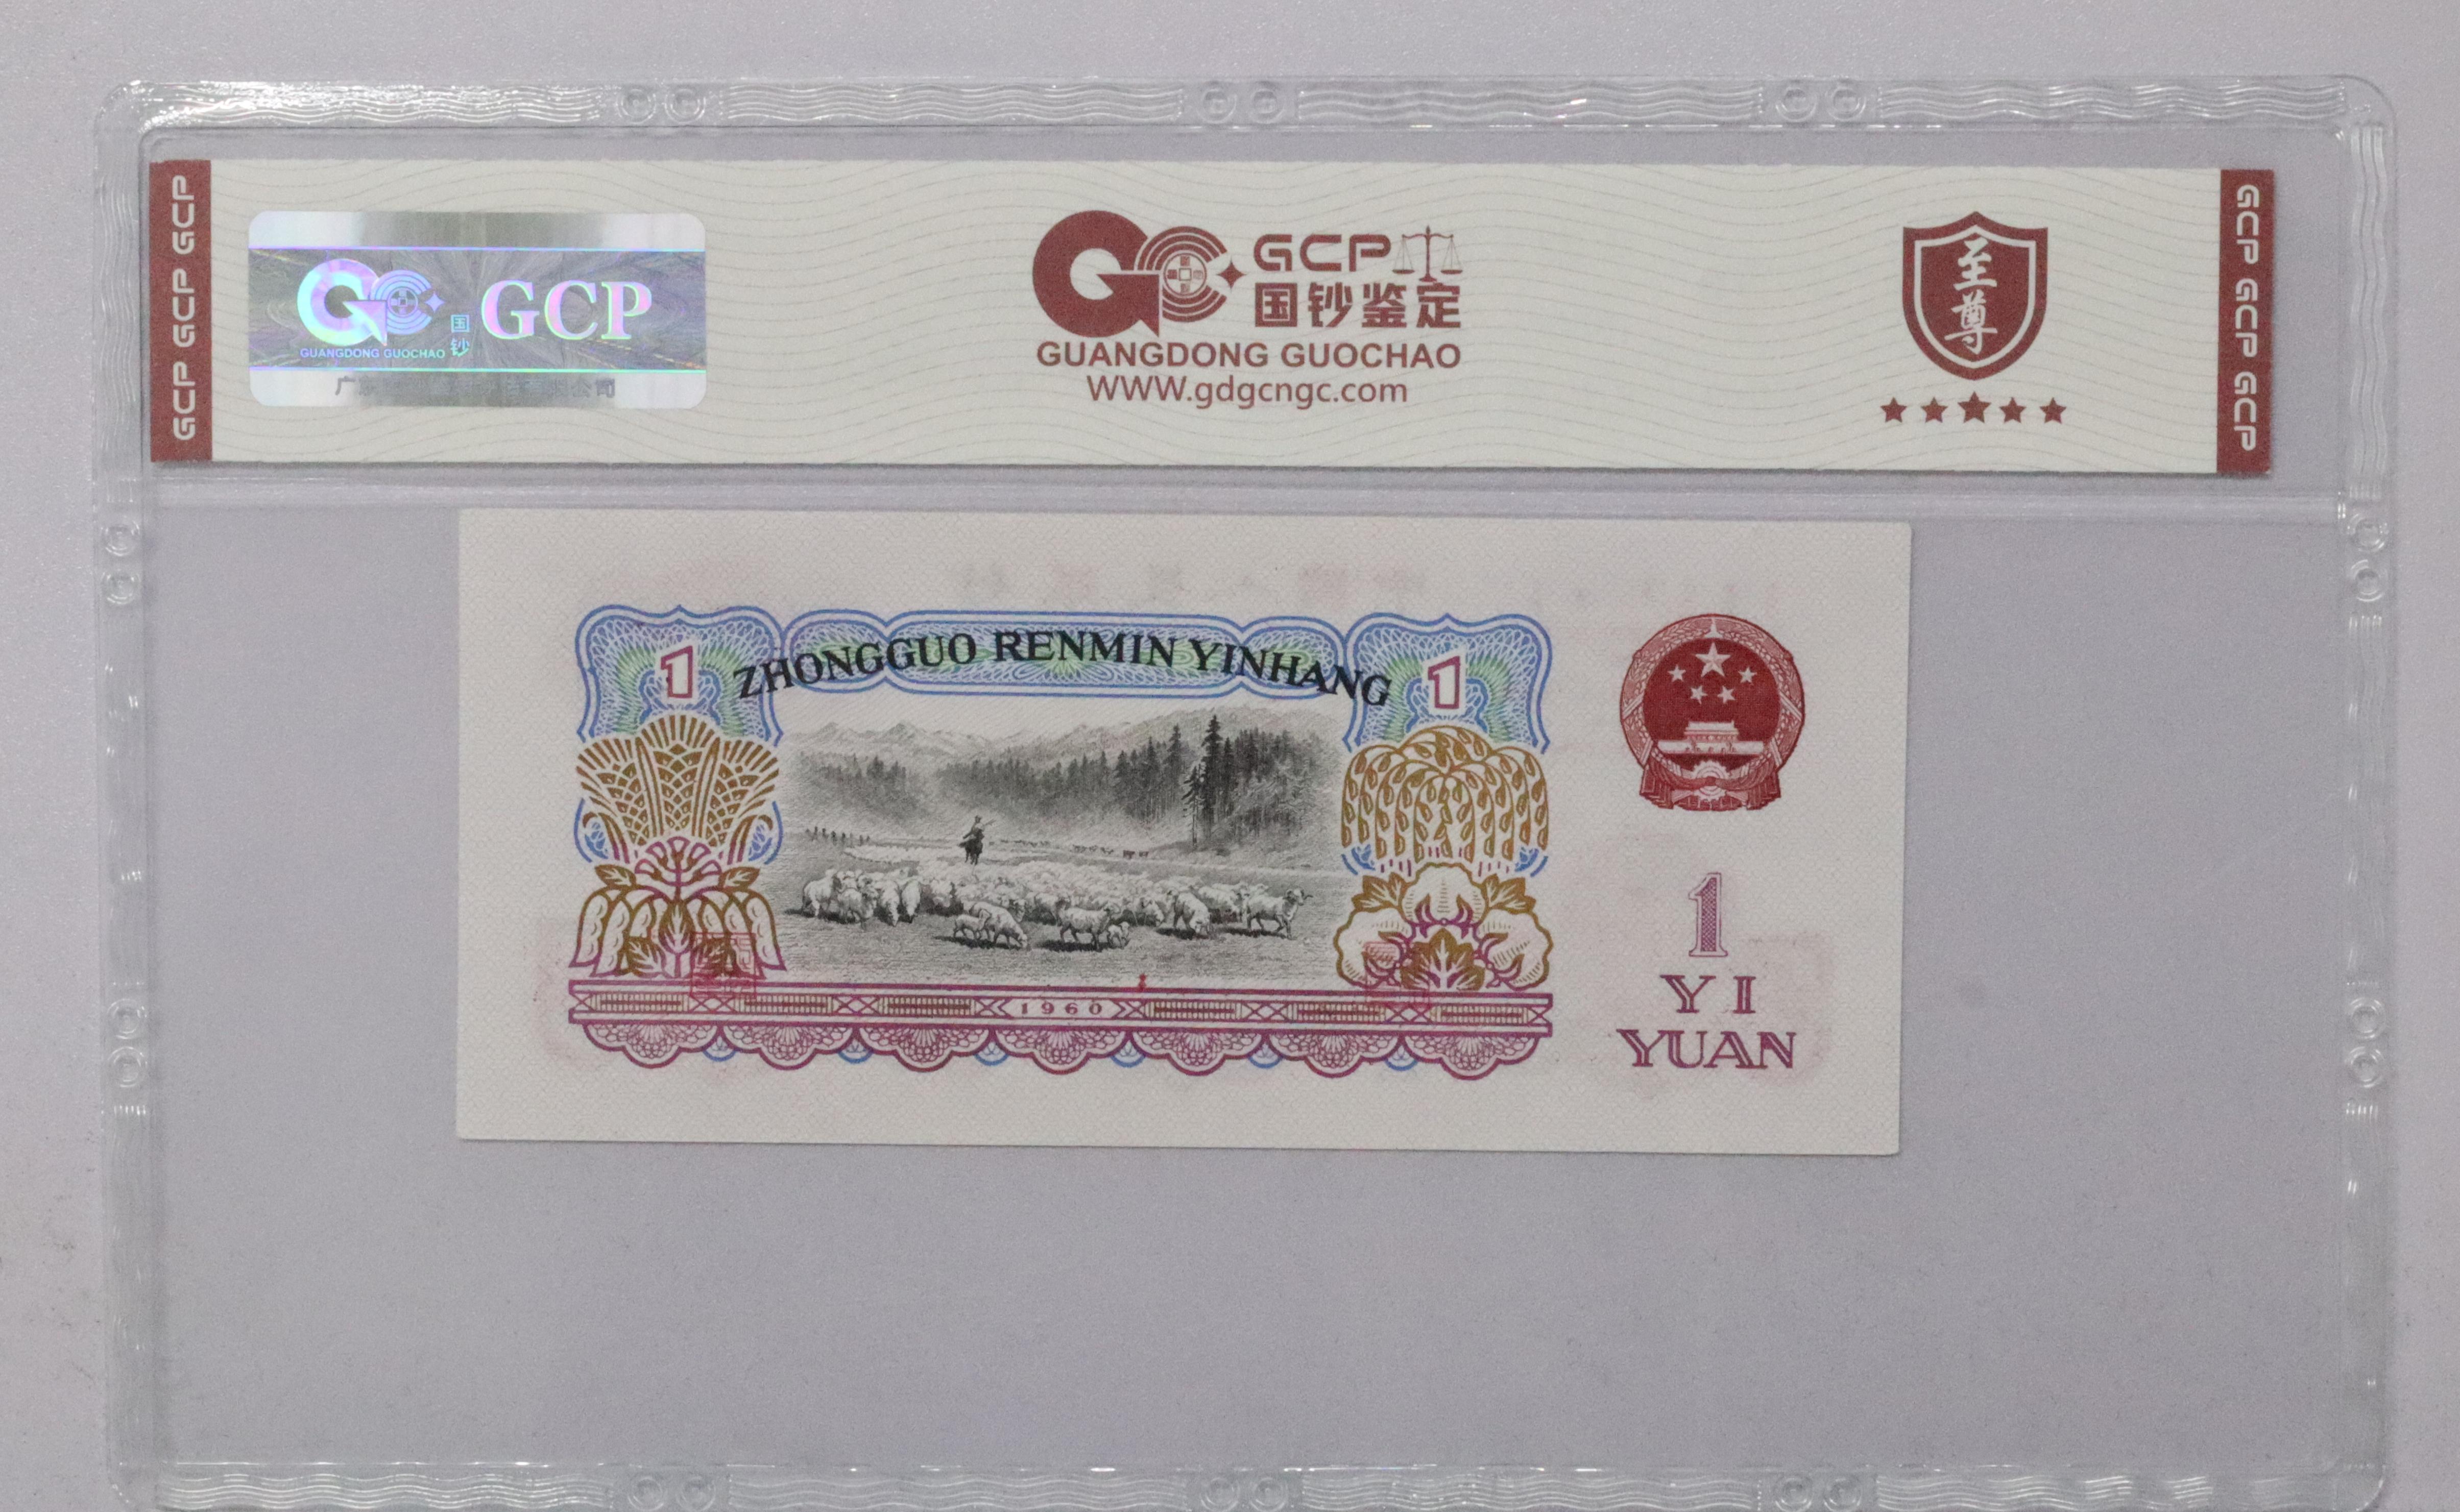 GCP GCP GCP
GCP
国钞
GUANGDONG GUOCHAO
GCP
国钞鉴定
GUANGDONG GUOCHAO
WWW.gdgcngc.com
至尊
GCP GCP GCP
1
ZHONGGUO RENMIN YINHANG
1
1960
1
YI
YUAN